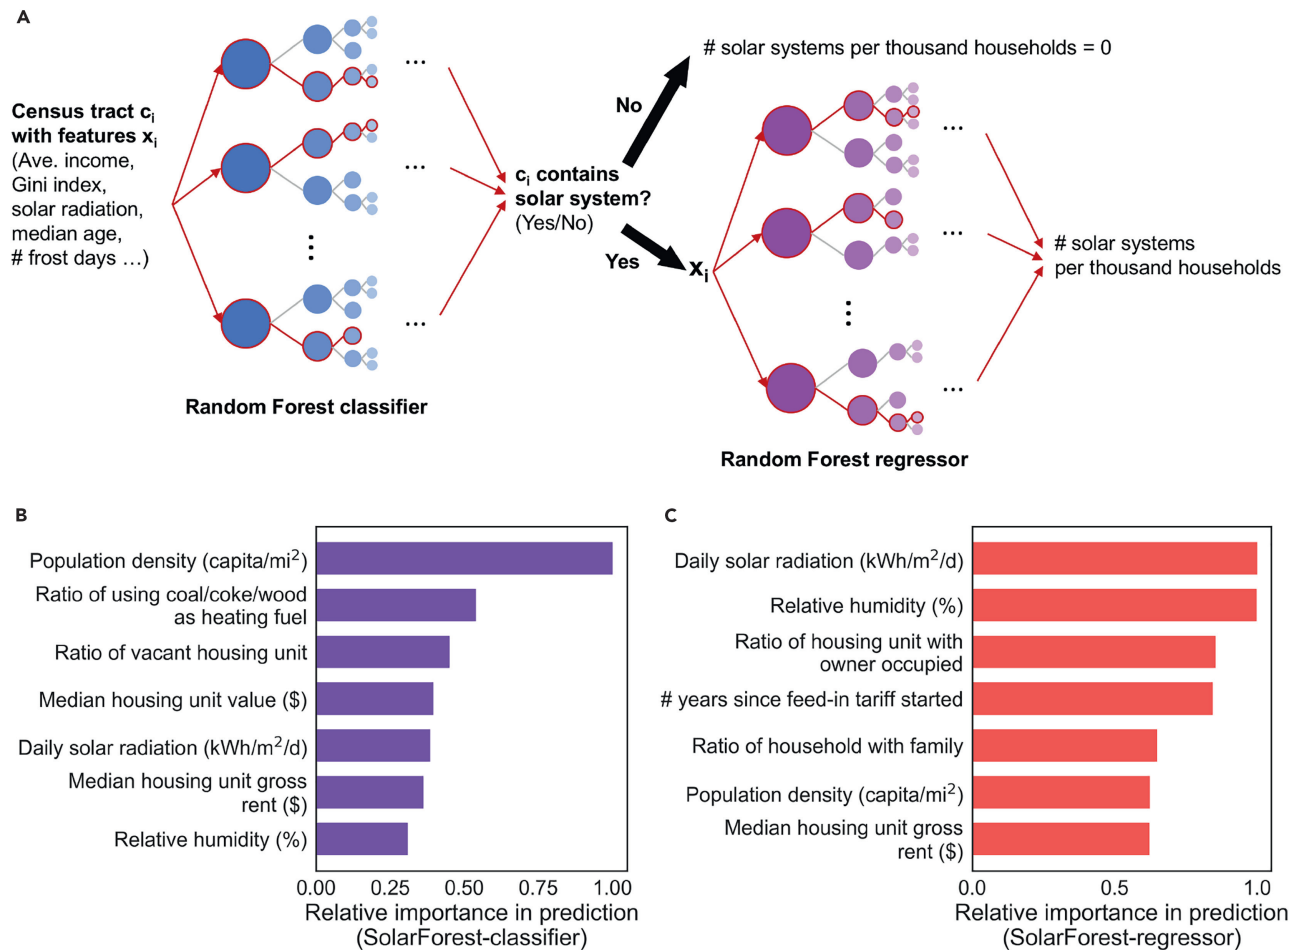 A
Census tract cᵢ
with features xᵢ
(Ave. income,
Gini index,
solar radiation,
median age,
# frost days ...)
...
...
...
...
Random Forest classifier
cᵢ contains
solar system?
(Yes/No)
No
# solar systems per thousand households = 0
Yes
xᵢ
...
...
...
...
Random Forest regressor
# solar systems
per thousand households
B
Population density (capita/mi²)
Ratio of using coal/coke/wood
as heating fuel
Ratio of vacant housing unit
Median housing unit value ($)
Daily solar radiation (kWh/m²/d)
Median housing unit gross
rent ($)
Relative humidity (%)
0.00 0.25 0.50 0.75 1.00
Relative importance in prediction
(SolarForest-classifier)
C
Daily solar radiation (kWh/m²/d)
Relative humidity (%)
Ratio of housing unit with
owner occupied
# years since feed-in tariff started
Ratio of household with family
Population density (capita/mi²)
Median housing unit gross
rent ($)
0.0 0.5 1.0
Relative importance in prediction
(SolarForest-regressor)